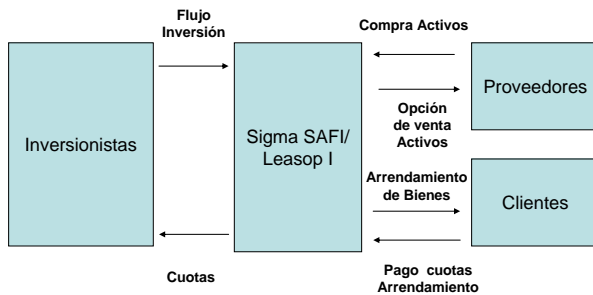 Flujo
Inversión
Compra Activos
Inversionistas
Sigma SAFI/
Leasop I
Proveedores
Opción
de venta
Activos
Arrendamiento
de Bienes
Clientes
Cuotas
Pago cuotas
Arrendamiento